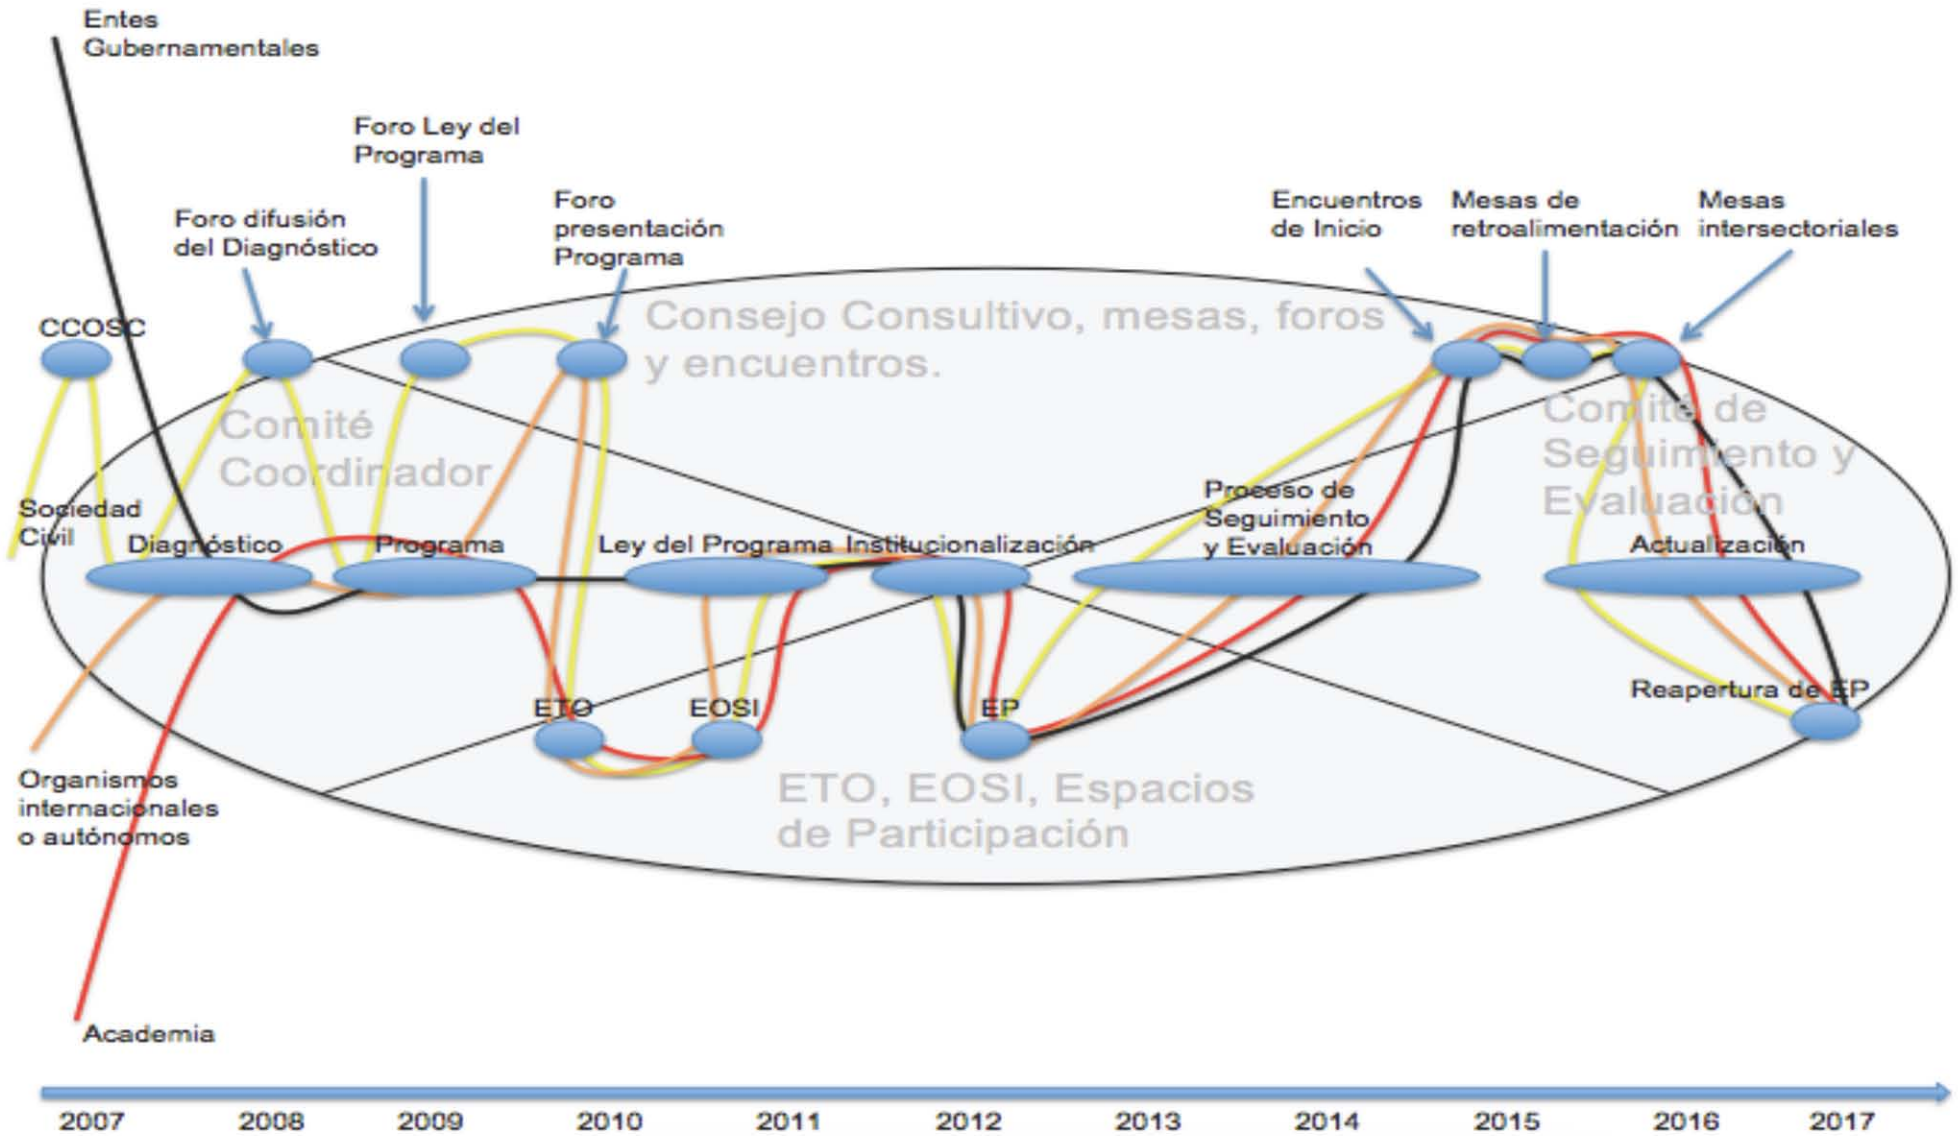 Entes
Gubernamentales
Foro Ley del
Programa
Foro difusión
del Diagnóstico
Foro
presentación
Programa
Encuentros
de Inicio
Mesas de
retroalimentación
Mesas
intersectoriales
CCOSC
Consejo Consultivo, mesas, foros
y encuentros.
Comité
Coordinador
Comité de
Seguimiento y
Evaluación
Sociedad
Civil
Diagnóstico
Programa
Ley del Programa
Institucionalización
Proceso de
Seguimiento
y Evaluación
Actualización
ETO
EOSI
EP
Reapertura de EP
ETO, EOSI, Espacios
de Participación
Organismos
internacionales
o autónomos
Academia
2007 2008 2009 2010 2011 2012 2013 2014 2015 2016 2017